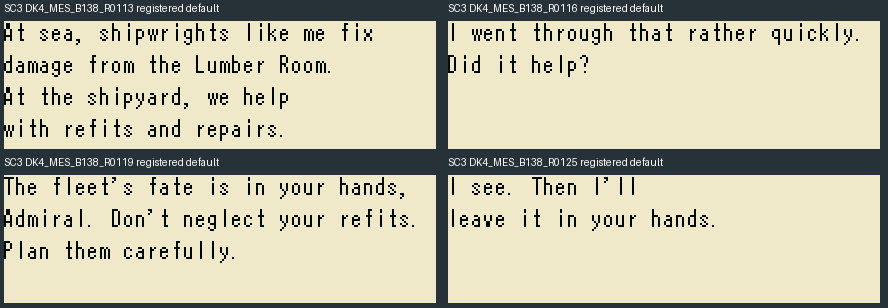 SC3 DK4_MES_B138_R0113 registered default
At sea, shipwrights like me fix
damage from the Lumber Room.
At the shipyard, we help
with refits and repairs.
SC3 DK4_MES_B138_R0116 registered default
I went through that rather quickly.
Did it help?
SC3 DK4_MES_B138_R0119 registered default
The fleet's fate is in your hands,
Admiral. Don't neglect your refits.
Plan them carefully.
SC3 DK4_MES_B138_R0125 registered default
I see. Then I'll
leave it in your hands.